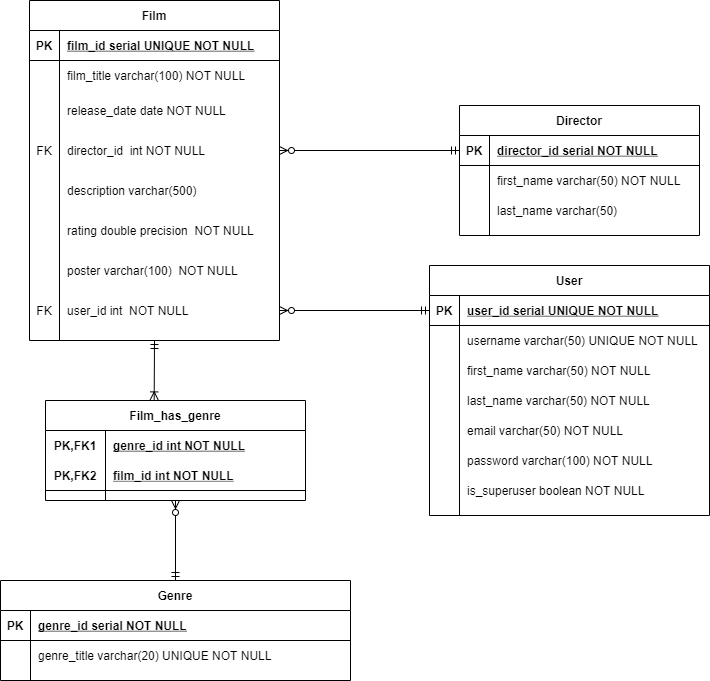 Film
PK film_id serial UNIQUE NOT NULL
film_title varchar(100) NOT NULL
release_date date NOT NULL
FK director_id int NOT NULL
description varchar(500)
rating double precision NOT NULL
poster varchar(100) NOT NULL
FK user_id int NOT NULL
Director
PK director_id serial NOT NULL
first_name varchar(50) NOT NULL
last_name varchar(50)
User
PK user_id serial UNIQUE NOT NULL
username varchar(50) UNIQUE NOT NULL
first_name varchar(50) NOT NULL
last_name varchar(50) NOT NULL
email varchar(50) NOT NULL
password varchar(100) NOT NULL
is_superuser boolean NOT NULL
Film_has_genre
PK,FK1 genre_id int NOT NULL
PK,FK2 film_id int NOT NULL
Genre
PK genre_id serial NOT NULL
genre_title varchar(20) UNIQUE NOT NULL